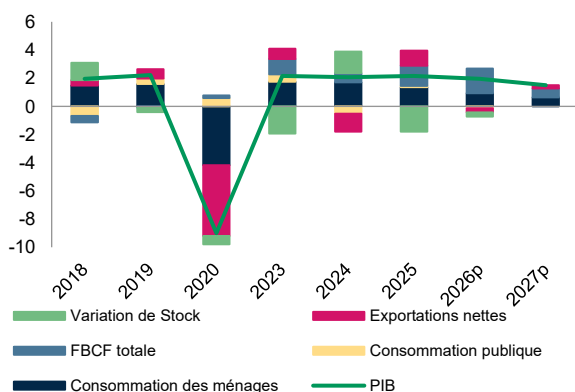 6
4
2
0
-2
-4
-6
-8
-10
2018
2019
2020
2023
2024
2025
2026p
2027p
Variation de Stock
Exportations nettes
FBCF totale
Consommation publique
Consommation des ménages
PIB